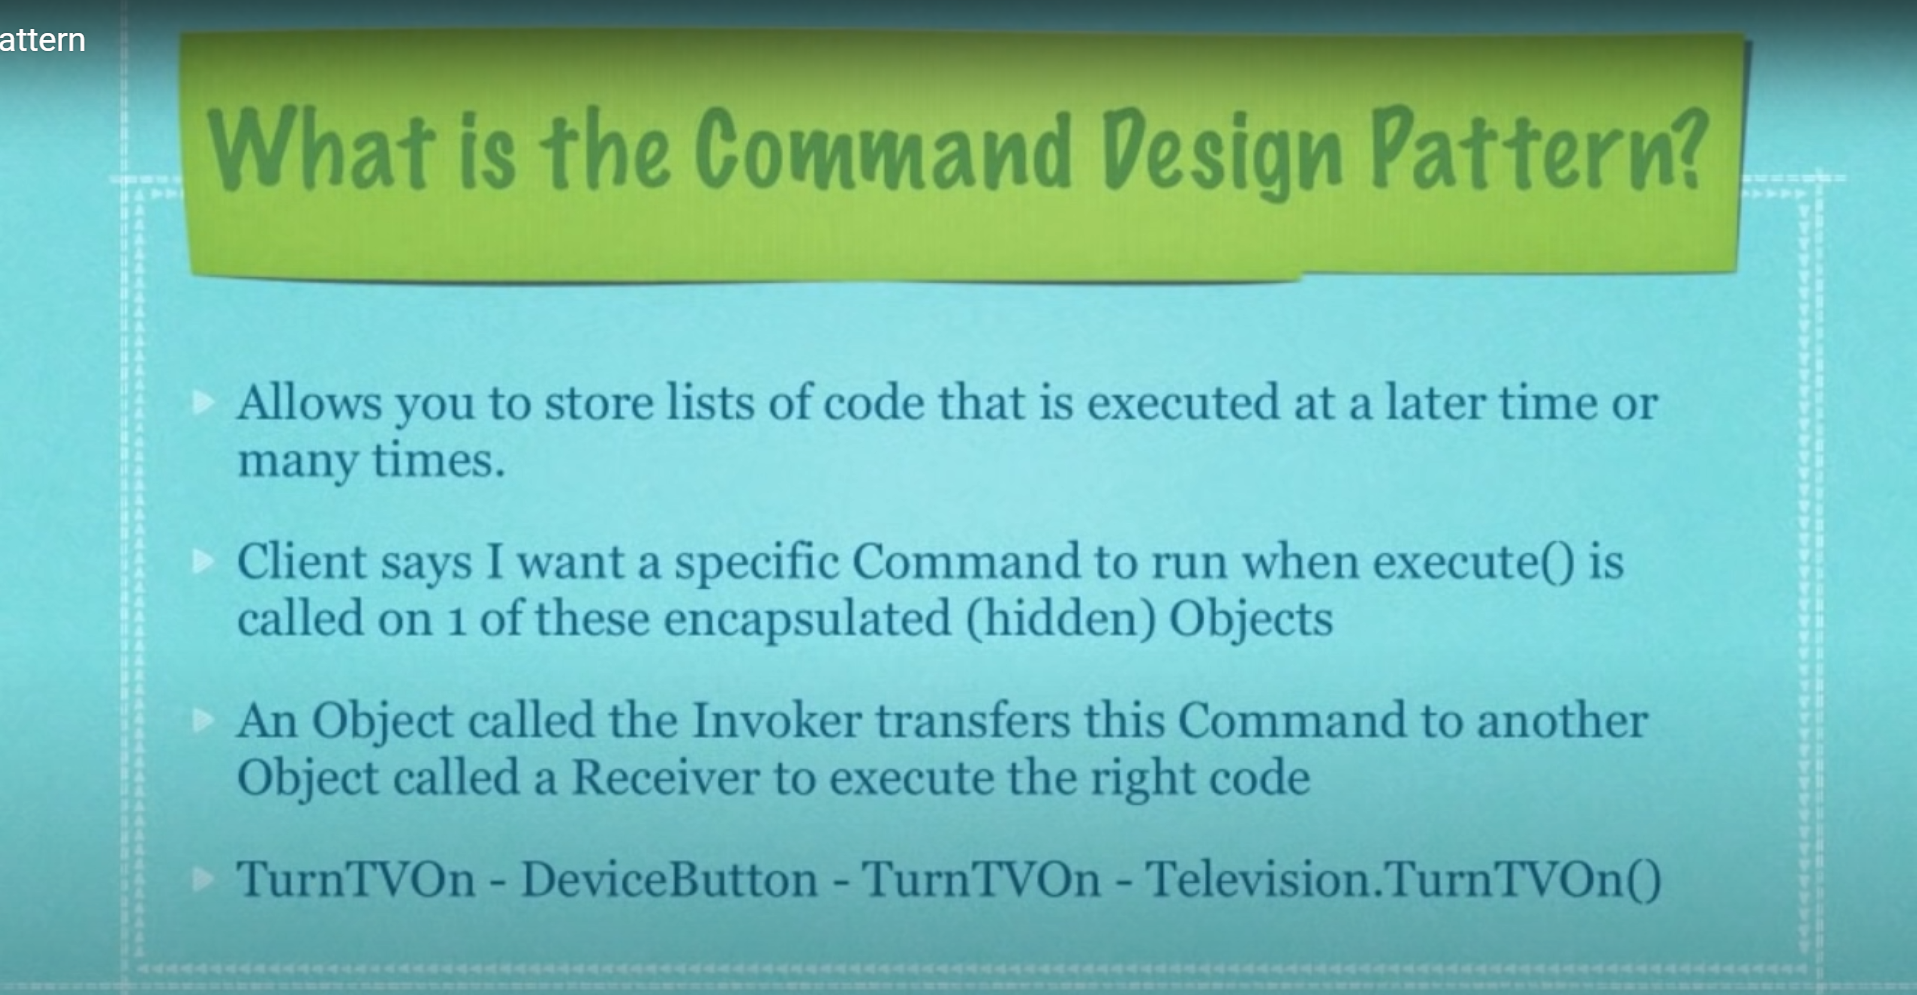 attern
What is the Command Design Pattern?
Allows you to store lists of code that is executed at a later time or
many times.
Client says I want a specific Command to run when execute() is
called on 1 of these encapsulated (hidden) Objects
An Object called the Invoker transfers this Command to another
Object called a Receiver to execute the right code
TurnTVOn - DeviceButton - TurnTVOn - Television.TurnTVOn()